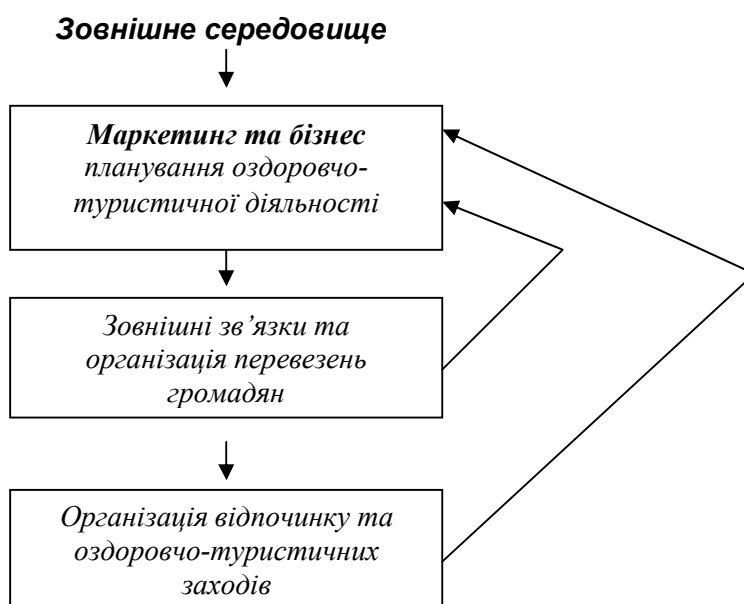 Зовнішнє середовище
Маркетинг та бізнес
планування оздоровчо-
туристичної діяльності
Зовнішні зв’язки та
організація перевезень
громадян
Організація відпочинку та
оздоровчо-туристичних
заходів